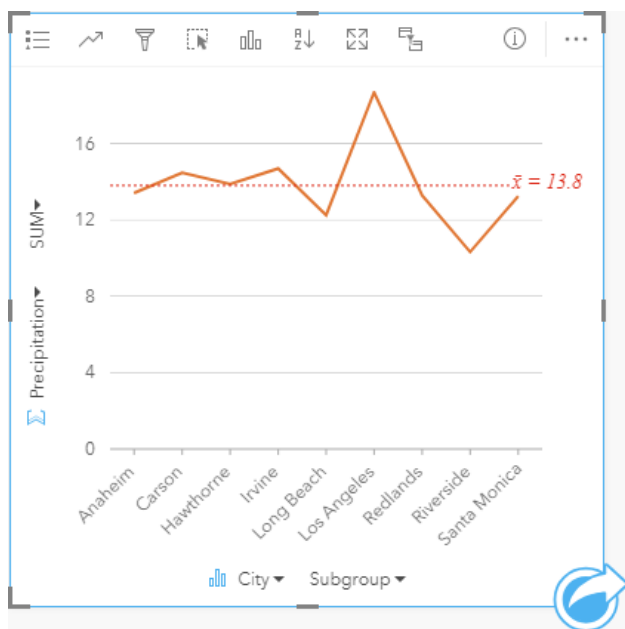 16
x̄ = 13.8
12
SUM
8
Precipitation
4
0
Anaheim
Carson
Hawthorne
Irvine
Long Beach
Los Angeles
Redlands
Riverside
Santa Monica
City Subgroup